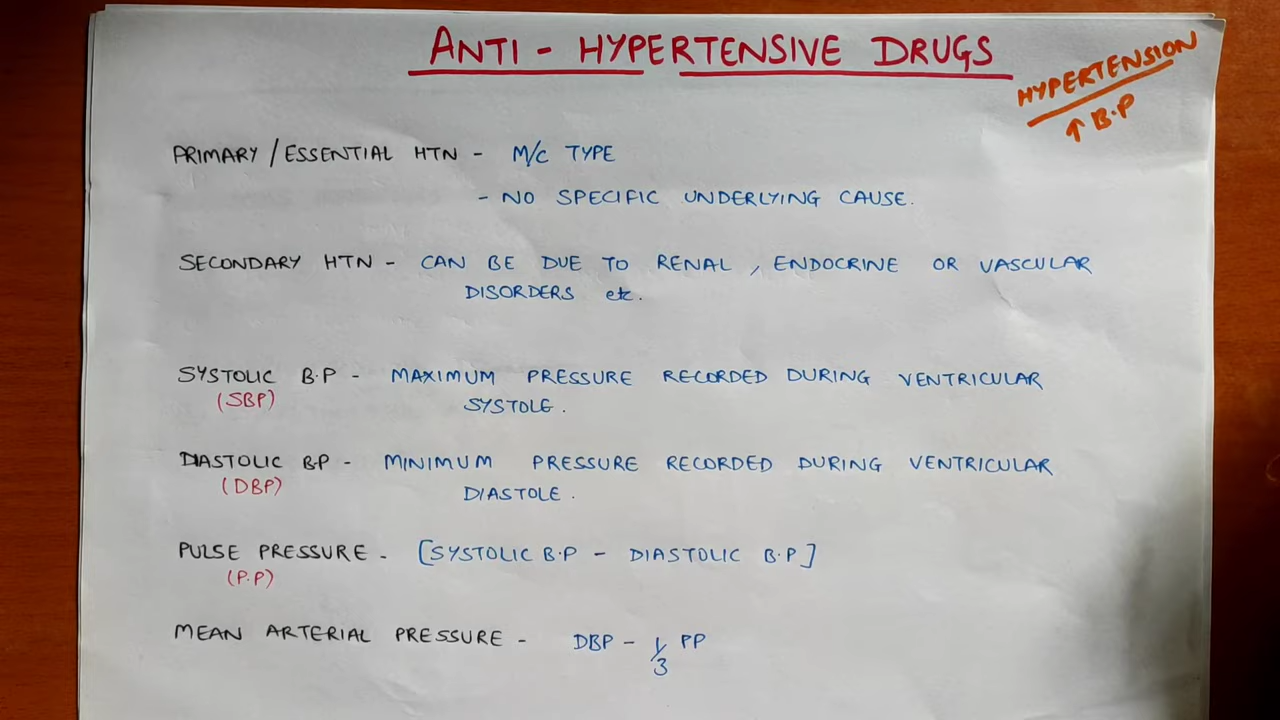 ANTI - HYPERTENSIVE DRUGS
HYPERTENSION
↑ B.P
PRIMARY / ESSENTIAL HTN - M/C TYPE
- NO SPECIFIC UNDERLYING CAUSE.
SECONDARY HTN - CAN BE DUE TO RENAL, ENDOCRINE OR VASCULAR
DISORDERS etc.
SYSTOLIC B.P - MAXIMUM PRESSURE RECORDED DURING VENTRICULAR
(SBP) SYSTOLE.
DIASTOLIC B.P - MINIMUM PRESSURE RECORDED DURING VENTRICULAR
(DBP) DIASTOLE.
PULSE PRESSURE - [SYSTOLIC B.P - DIASTOLIC B.P]
(P.P)
MEAN ARTERIAL PRESSURE - DBP - 1/3 PP